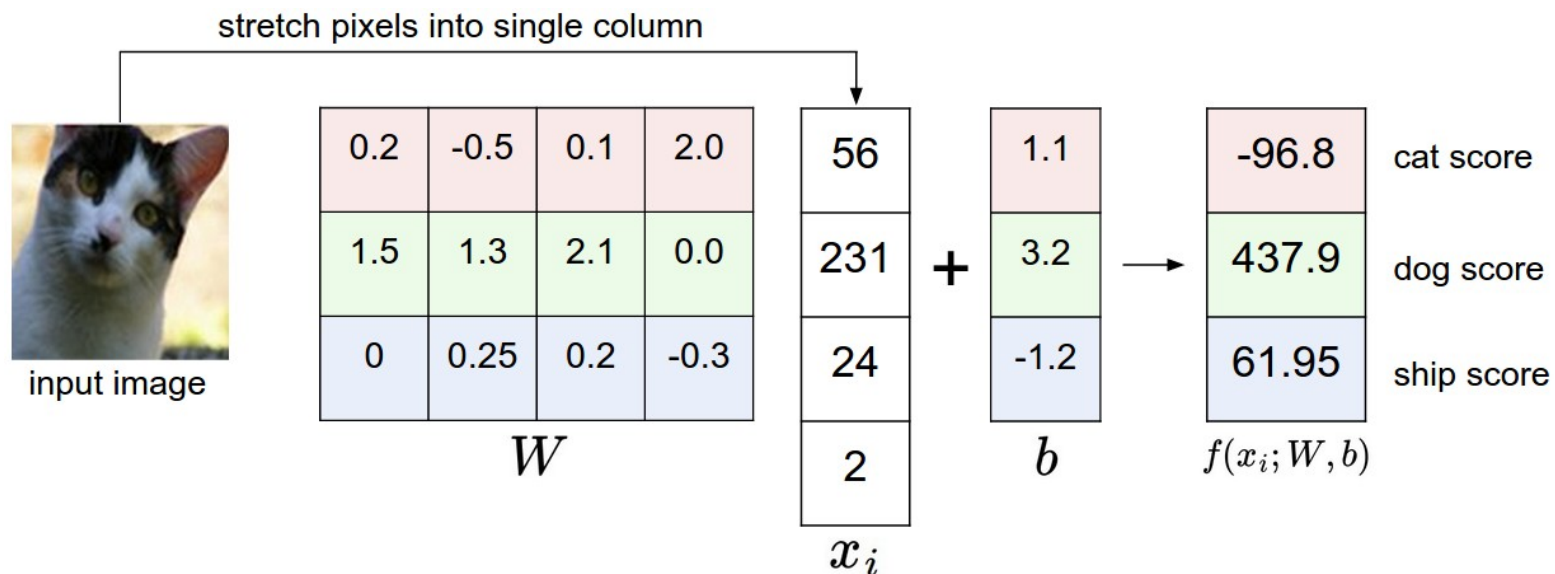 stretch pixels into single column
0.2 -0.5 0.1 2.0 56 1.1 -96.8 cat score
1.5 1.3 2.1 0.0 231 + 3.2 437.9 dog score
0 0.25 0.2 -0.3 24 -1.2 61.95 ship score
input image
W 2 b f(x_i; W, b)
x_i